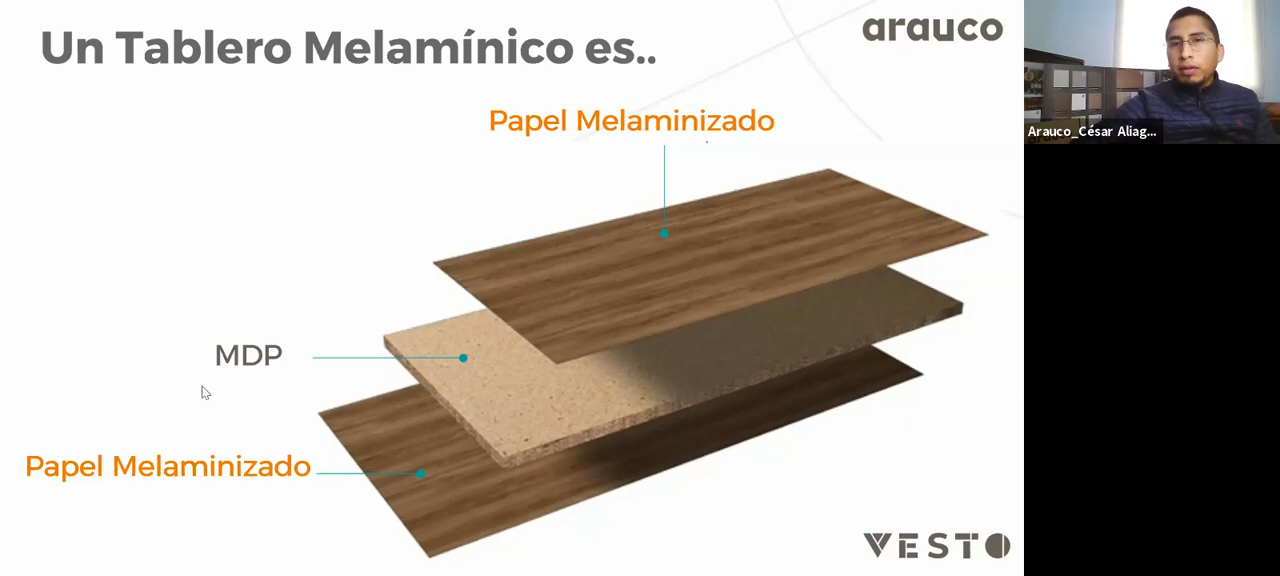 Un Tablero Melamínico es..
arauco
Arauco_César Aliag...
Papel Melaminizado
MDP
Papel Melaminizado
VESTO